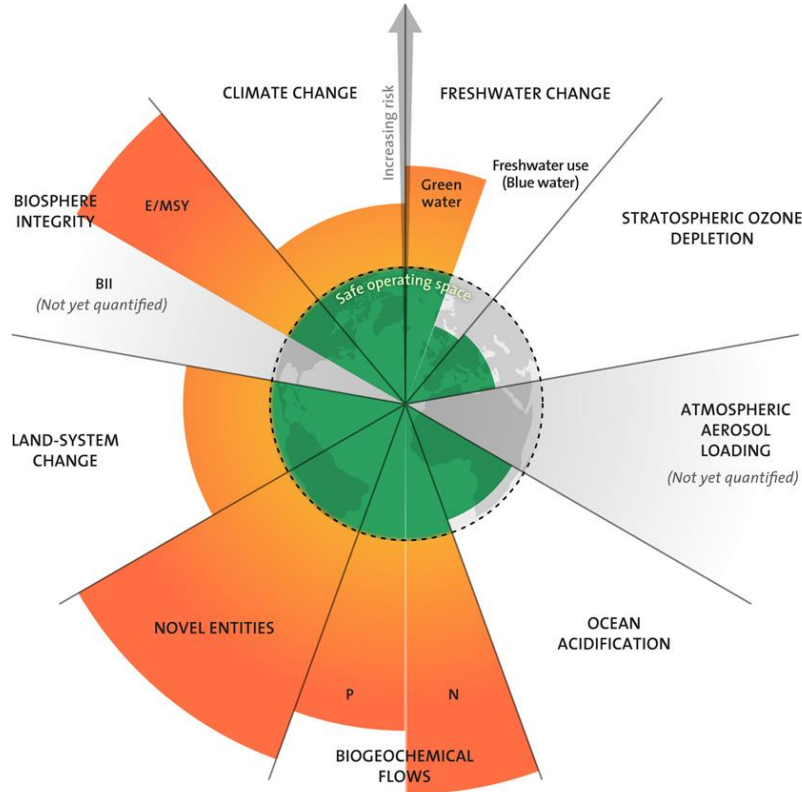 CLIMATE CHANGE
Increasing risk
FRESHWATER CHANGE
Green
water
Freshwater use
(Blue water)
STRATOSPHERIC OZONE
DEPLETION
BIOSPHERE
INTEGRITY
E/MSY
BII
(Not yet quantified)
Safe operating space
ATMOSPHERIC
AEROSOL
LOADING
(Not yet quantified)
LAND-SYSTEM
CHANGE
NOVEL ENTITIES
OCEAN
ACIDIFICATION
P
N
BIOGEOCHEMICAL
FLOWS